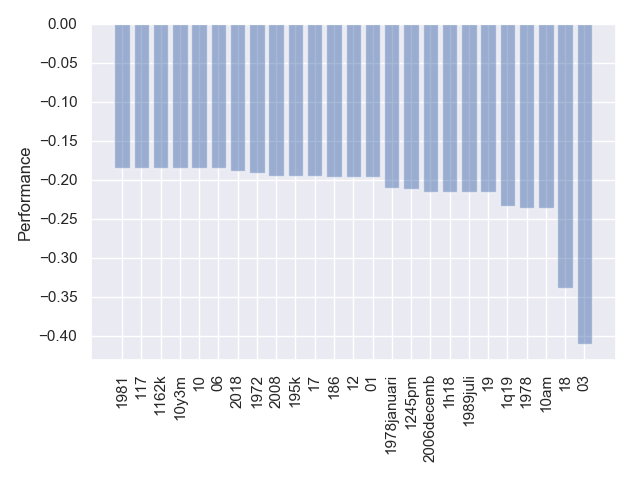 0.00
−0.05
−0.10
−0.15
−0.20
−0.25
−0.30
−0.35
−0.40
Performance
1981
117
1162k
10y3m
10
06
2018
1972
2008
195k
17
186
12
01
1978januari
1245pm
2006decemb
1h18
1989juli
19
1q19
1978
10am
18
03